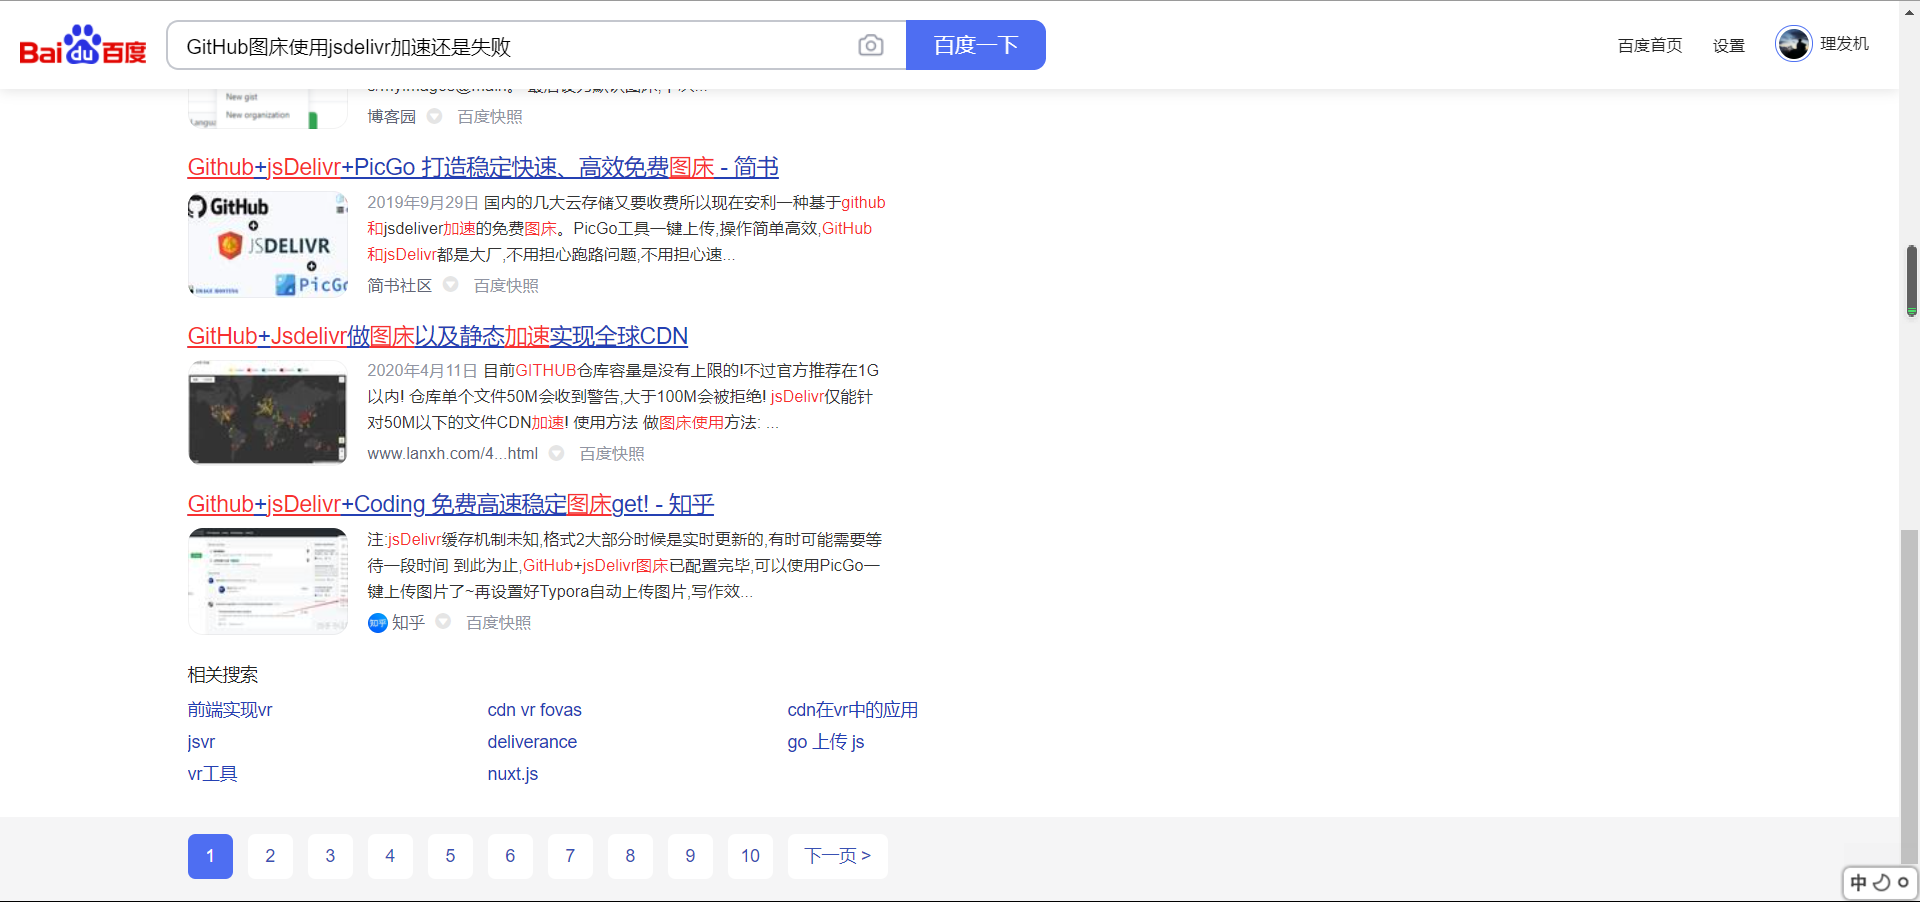 Bai du 百度
GitHub图床使用jsdelivr加速还是失败
百度一下
百度首页
设置
理发机
New gist
New organization
Langua
博客园
百度快照
Github+jsDelivr+PicGo 打造稳定快速、高效免费图床 - 简书
GitHub
JSDELIVR
PicGo
IMAGE HOSTING
2019年9月29日 国内的几大云存储又要收费所以现在安利一种基于github
和jsdeliver加速的免费图床。PicGo工具一键上传,操作简单高效,GitHub
和jsDelivr都是大厂,不用担心跑路问题,不用担心速...
简书社区
百度快照
GitHub+Jsdelivr做图床以及静态加速实现全球CDN
2020年4月11日 目前GITHUB仓库容量是没有上限的!不过官方推荐在1G
以内! 仓库单个文件50M会收到警告,大于100M会被拒绝! jsDelivr仅能针
对50M以下的文件CDN加速! 使用方法 做图床使用方法: ...
www.lanxh.com/4...html
百度快照
Github+jsDelivr+Coding 免费高速稳定图床get! - 知乎
注:jsDelivr缓存机制未知,格式2大部分时候是实时更新的,有时可能需要等
待一段时间 到此为止,GitHub+jsDelivr图床已配置完毕,可以使用PicGo一
键上传图片了~再设置好Typora自动上传图片,写作效...
知乎 知乎
百度快照
相关搜索
前端实现vr
cdn vr fovas
cdn在vr中的应用
jsvr
deliverance
go 上传 js
vr工具
nuxt.js
1 2 3 4 5 6 7 8 9 10 下一页 >
中